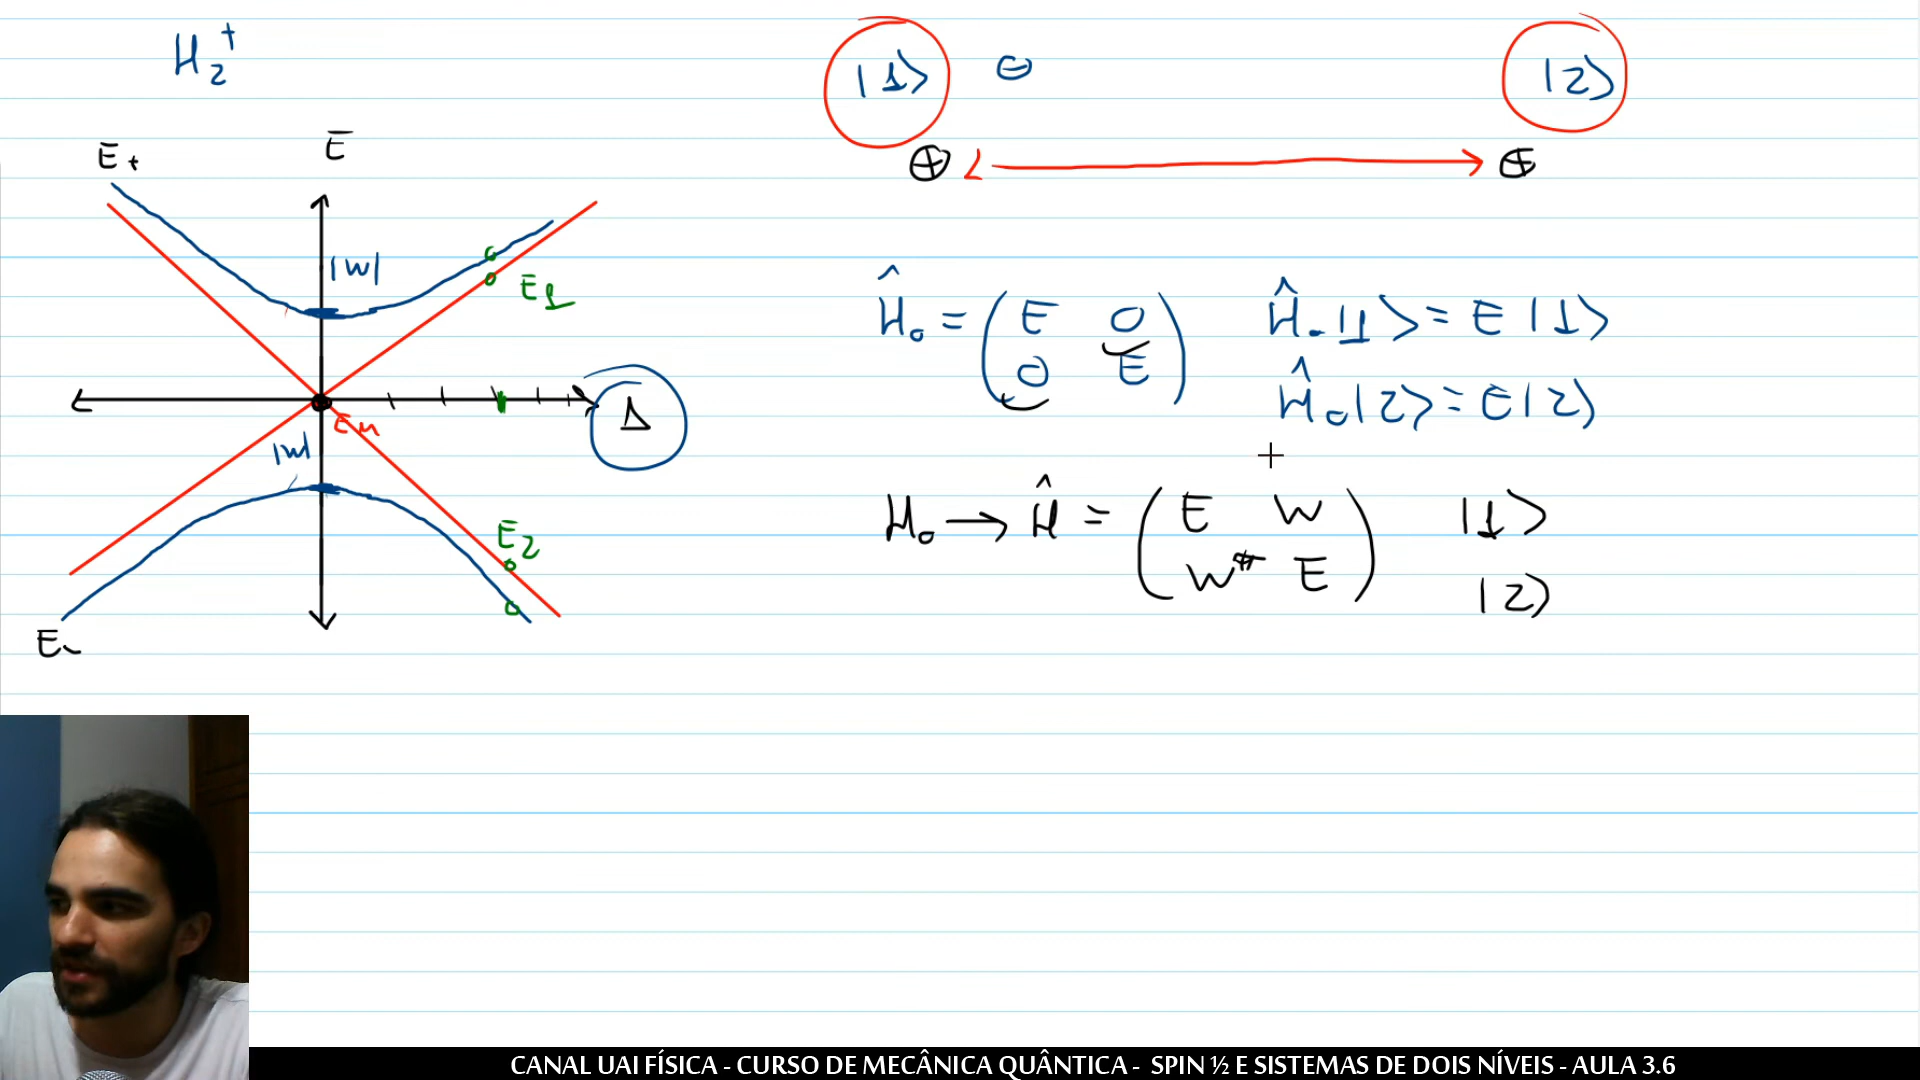 H₂⁺
|1⟩ ⊖ |2⟩
⊕ ⊕
E₊ E
|W|
E₁
Ĥ₀ = (E 0
0 E)
Ĥ₀|1⟩ = E|1⟩
Ĥ₀|2⟩ = E|2⟩
Δ
Eₘ
|W|
E₂
H₀ → Ĥ = (E W
W* E)
|1⟩
|2⟩
E₋
CANAL UAI FÍSICA - CURSO DE MECÂNICA QUÂNTICA - SPIN ½ E SISTEMAS DE DOIS NÍVEIS - AULA 3.6